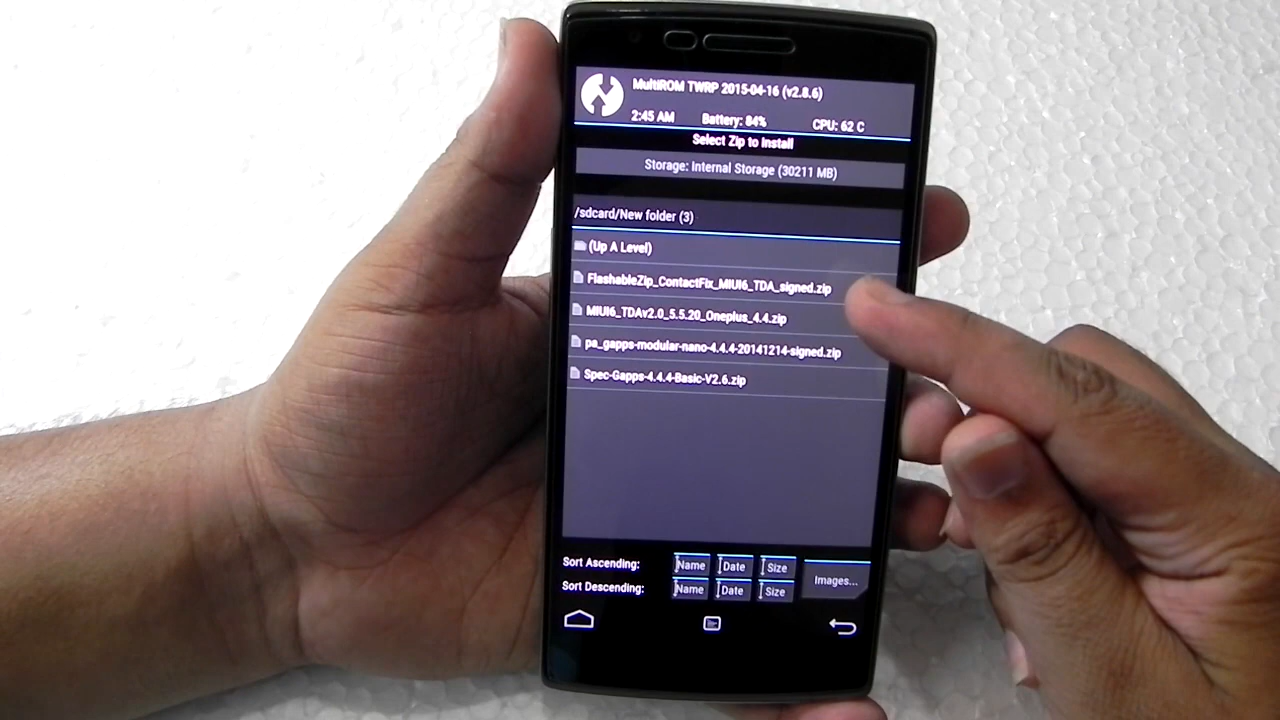 MultiROM TWRP 2015-04-16 (v2.8.6)
2:45 AM Battery: 84% CPU: 62 C
Select Zip to Install
Storage: Internal Storage (30211 MB)
/sdcard/New folder (3)
(Up A Level)
FlashableZip_ContactFix_MIUI6_TDA_signed.zip
MIUI6_TDAv2.0_5.5.20_Oneplus_4.4.zip
pa_gapps-modular-nano-4.4.4-20141214-signed.zip
Spec-Gapps-4.4.4-Basic-V2.6.zip
Sort Ascending: Name Date Size
Images...
Sort Descending: Name Date Size